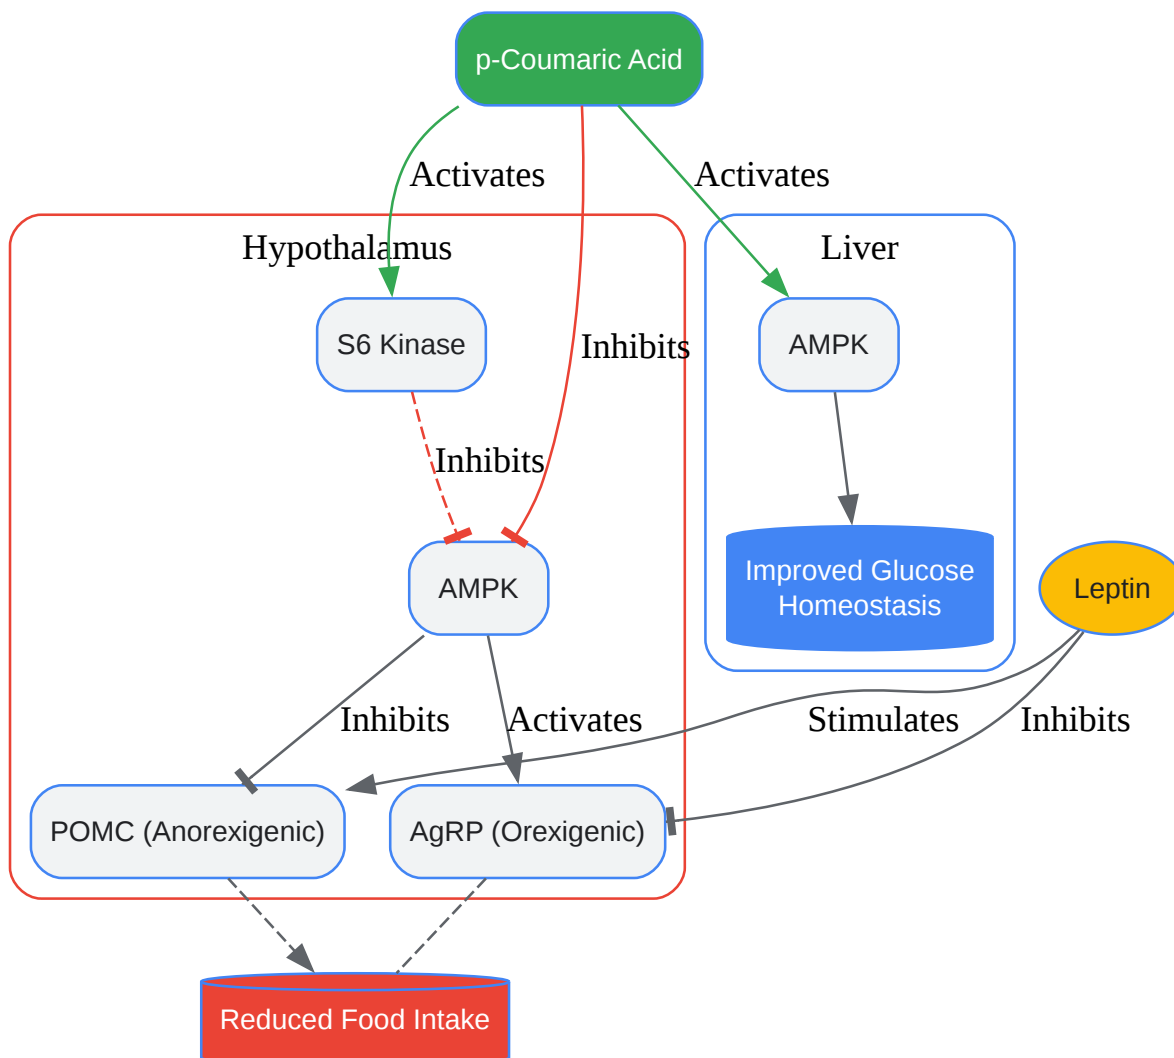 p-Coumaric Acid
Activates
Activates
Hypothalamus
Liver
S6 Kinase
Inhibits
AMPK
Inhibits
AMPK
Improved Glucose
Homeostasis
Leptin
Inhibits
Activates
Stimulates
Inhibits
POMC (Anorexigenic)
AgRP (Orexigenic)
Reduced Food Intake